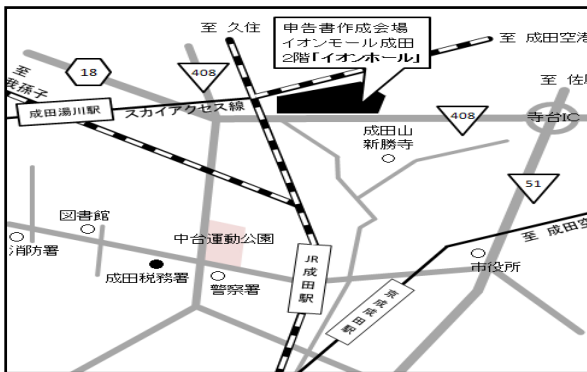 至 久住
申告書作成会場
イオンモール成田
2階「イオンホール」
至 成田空港
至
我孫子
18
408
成田湯川駅
スカイアクセス線
至 佐原
成田山
新勝寺
408
寺台IC
51
図書館
消防署
中台運動公園
成田税務署
警察署
JR成田駅
京成成田駅
市役所
至 成田空